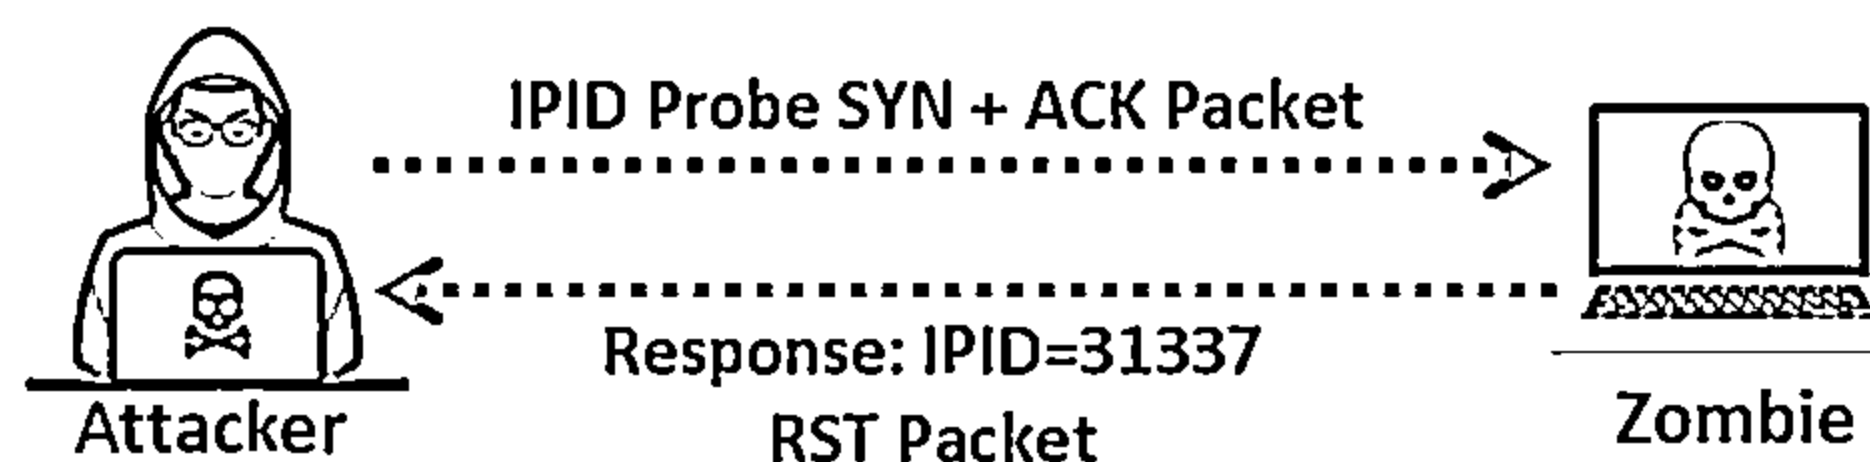 IPID Probe SYN + ACK Packet
Response: IPID=31337
RST Packet
Attacker
Zombie